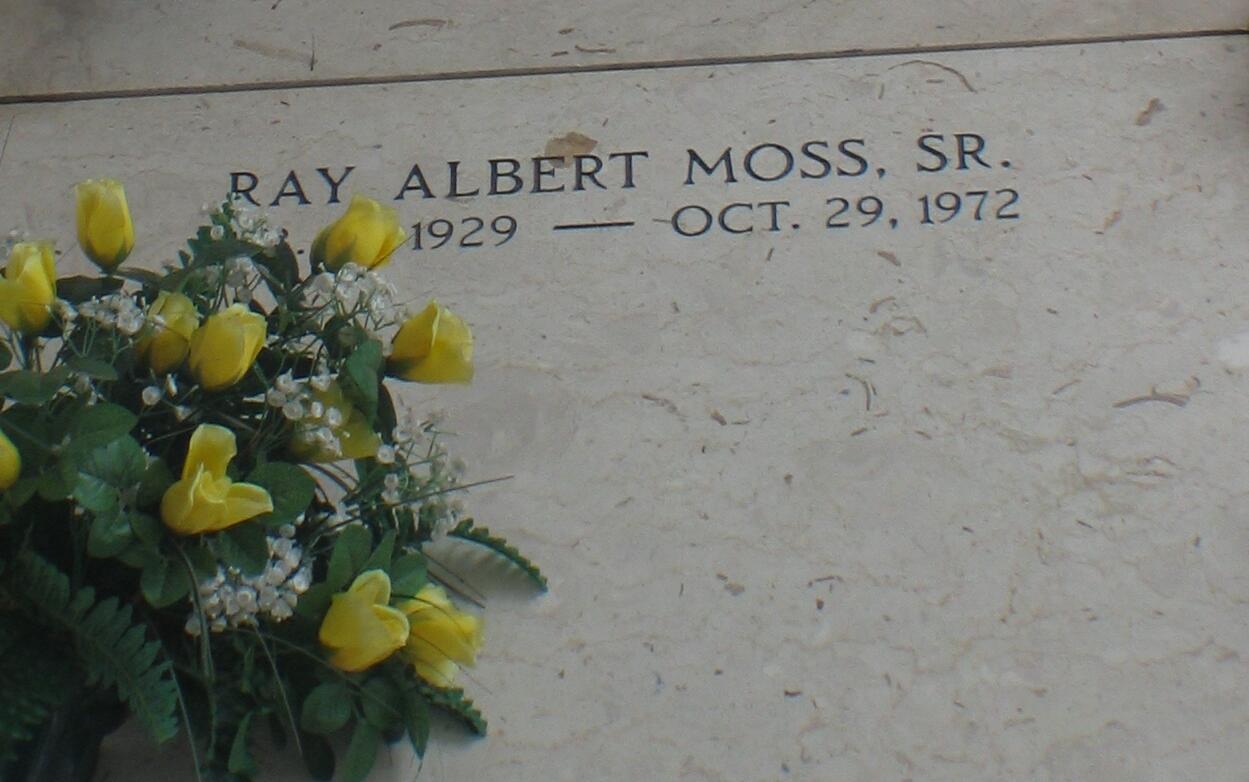 RAY ALBERT MOSS, SR.
1929 — OCT. 29, 1972